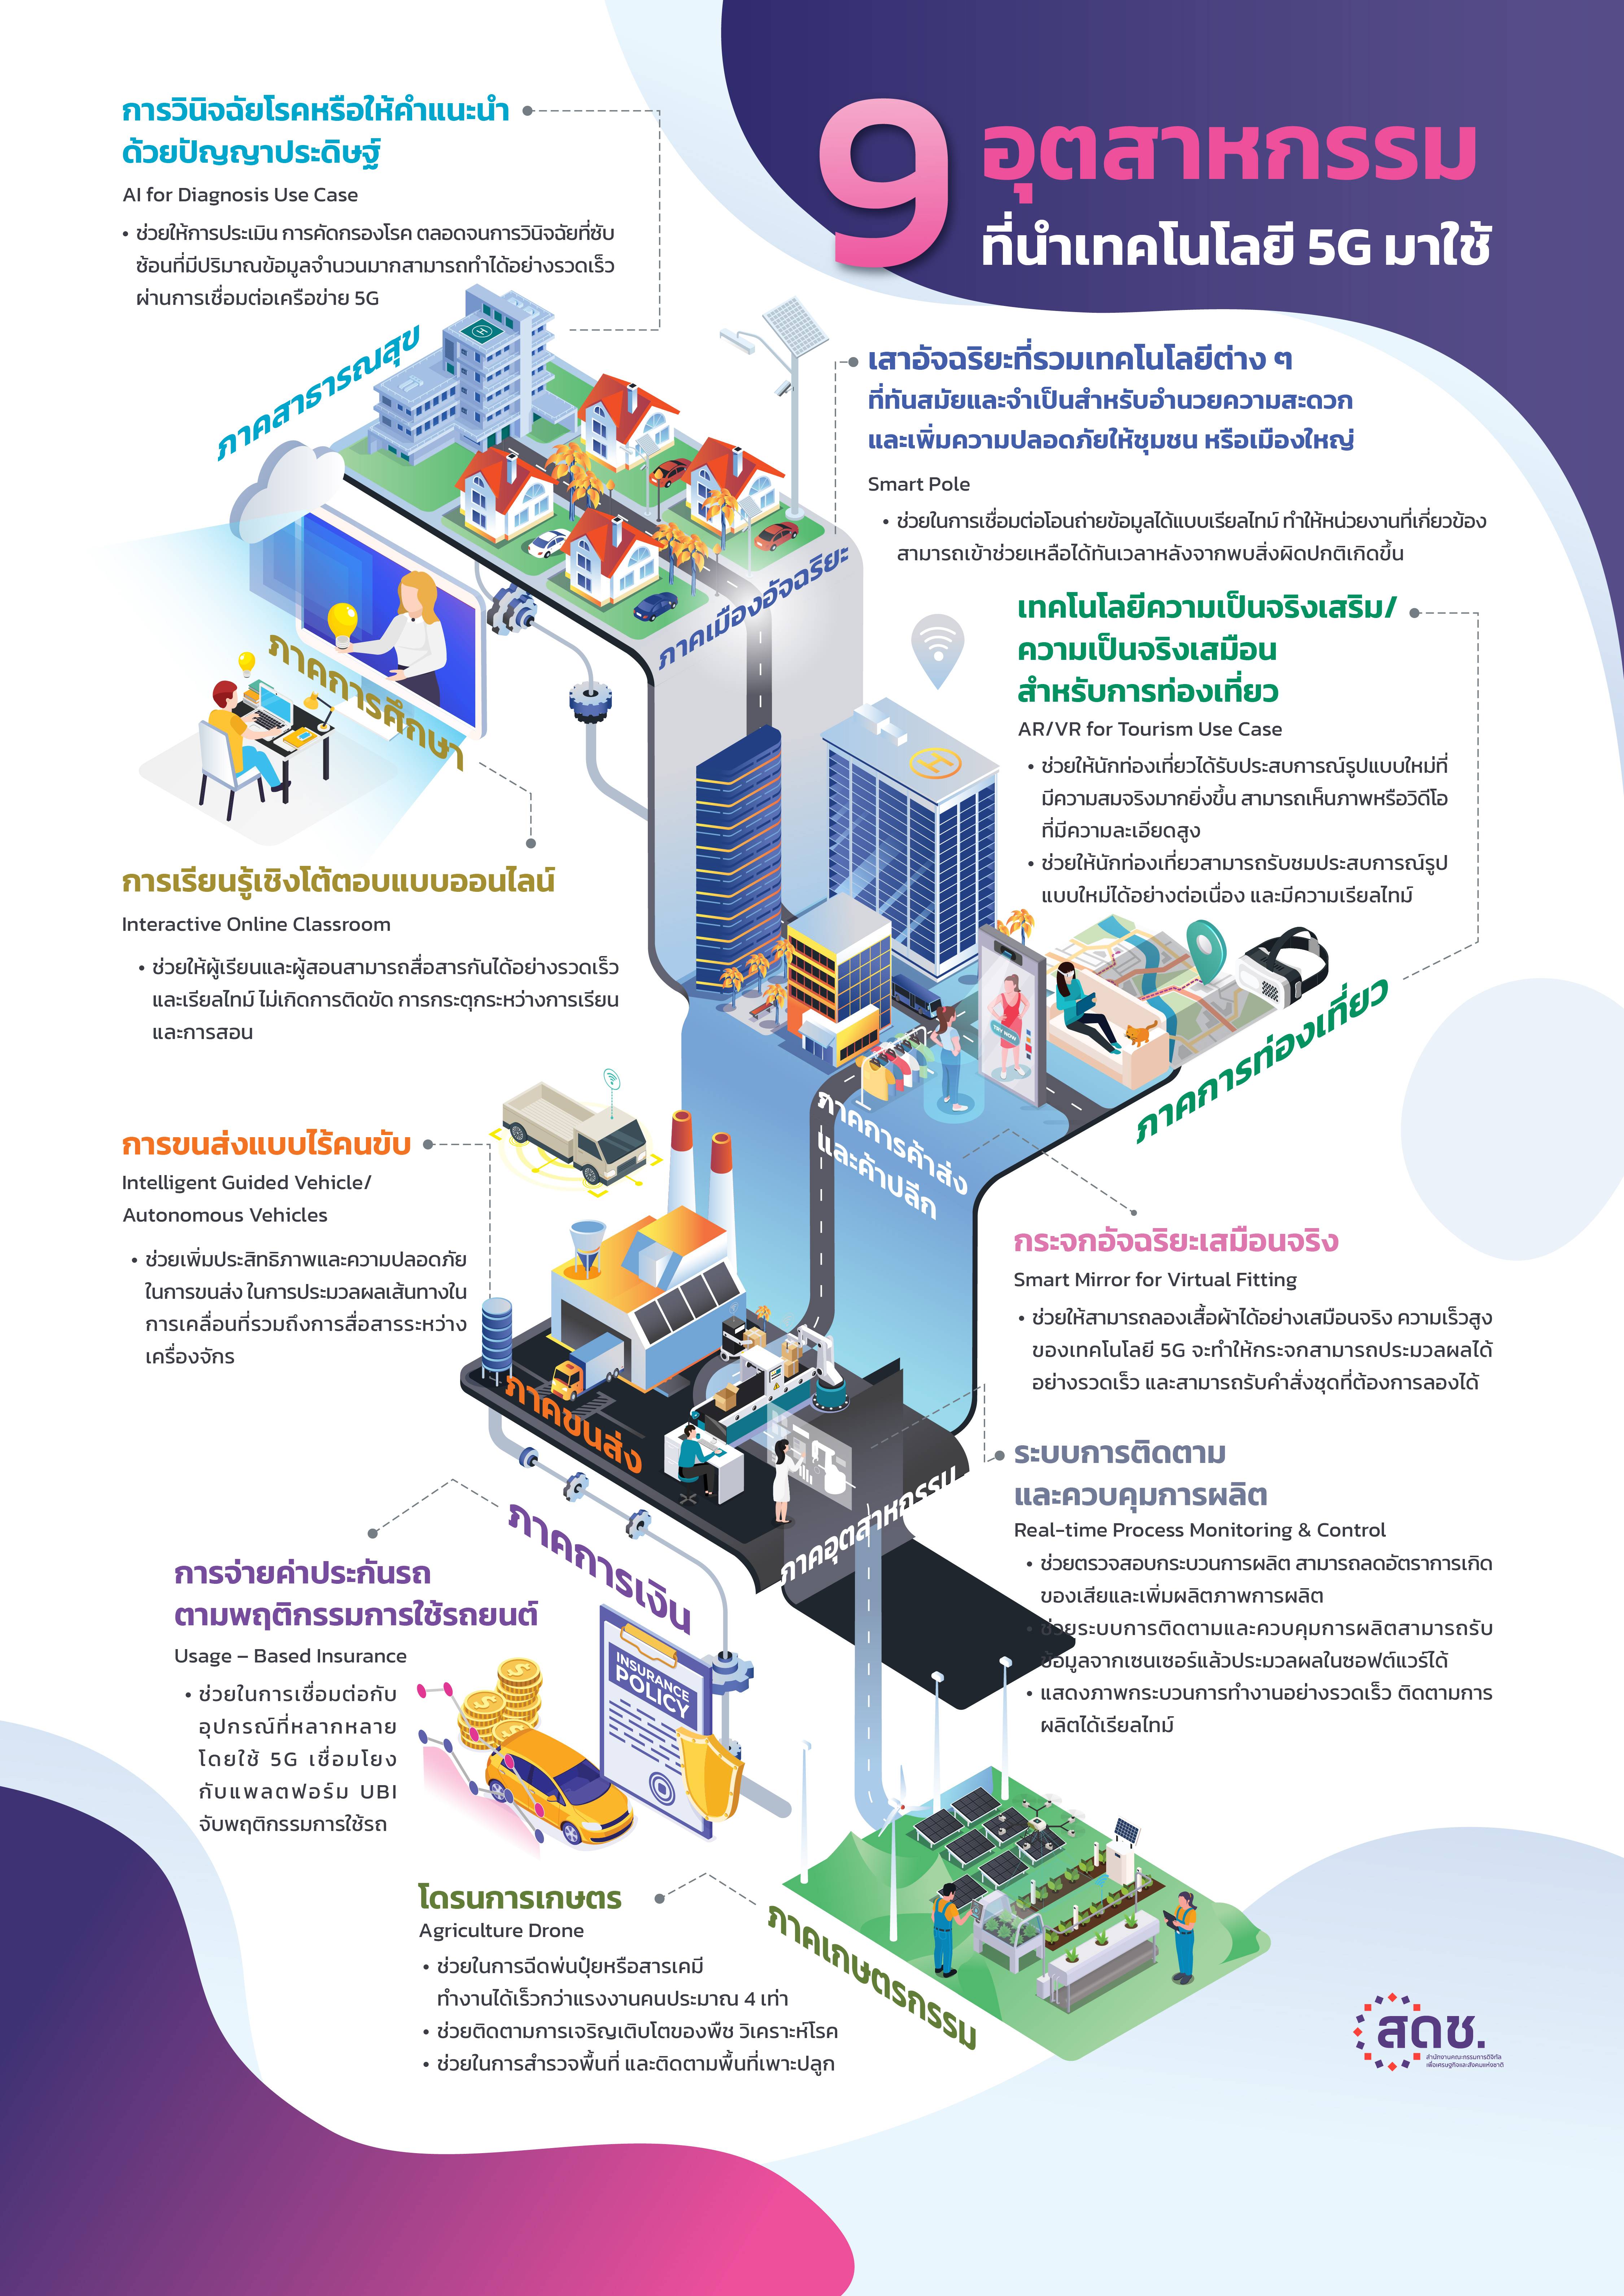 9 อุตสาหกรรม
ที่นำเทคโนโลยี 5G มาใช้
การวินิจฉัยโรคหรือให้คำแนะนำ
ด้วยปัญญาประดิษฐ์
AI for Diagnosis Use Case
• ช่วยให้การประเมิน การคัดกรองโรค ตลอดจนการวินิจฉัยที่ซับ
ซ้อนที่มีปริมาณข้อมูลจำนวนมากสามารถทำได้อย่างรวดเร็ว
ผ่านการเชื่อมต่อเครือข่าย 5G
ภาคสาธารณสุข
เสาอัจฉริยะที่รวมเทคโนโลยีต่าง ๆ
ที่ทันสมัยและจำเป็นสำหรับอำนวยความสะดวก
และเพิ่มความปลอดภัยให้ชุมชน หรือเมืองใหญ่
Smart Pole
• ช่วยในการเชื่อมต่อโอนถ่ายข้อมูลได้แบบเรียลไทม์ ทำให้หน่วยงานที่เกี่ยวข้อง
สามารถเข้าช่วยเหลือได้ทันเวลาหลังจากพบสิ่งผิดปกติเกิดขึ้น
ภาคเมืองอัจฉริยะ
เทคโนโลยีความเป็นจริงเสริม/
ความเป็นจริงเสมือน
สำหรับการท่องเที่ยว
AR/VR for Tourism Use Case
• ช่วยให้นักท่องเที่ยวได้รับประสบการณ์รูปแบบใหม่ที่
มีความสมจริงมากยิ่งขึ้น สามารถเห็นภาพหรือวิดีโอ
ที่มีความละเอียดสูง
• ช่วยให้นักท่องเที่ยวสามารถรับชมประสบการณ์รูป
แบบใหม่ได้อย่างต่อเนื่อง และมีความเรียลไทม์
ภาคการท่องเที่ยว
ภาคการศึกษา
การเรียนรู้เชิงโต้ตอบแบบออนไลน์
Interactive Online Classroom
• ช่วยให้ผู้เรียนและผู้สอนสามารถสื่อสารกันได้อย่างรวดเร็ว
และเรียลไทม์ ไม่เกิดการติดขัด การกระตุกระหว่างการเรียน
และการสอน
H
H
TRY NOW
ภาคการค้าส่ง
และค้าปลีก
การขนส่งแบบไร้คนขับ
Intelligent Guided Vehicle/
Autonomous Vehicles
• ช่วยเพิ่มประสิทธิภาพและความปลอดภัย
ในการขนส่ง ในการประมวลผลเส้นทางใน
การเคลื่อนที่รวมถึงการสื่อสารระหว่าง
เครื่องจักร
ภาคขนส่ง
กระจกอัจฉริยะเสมือนจริง
Smart Mirror for Virtual Fitting
• ช่วยให้สามารถลองเสื้อผ้าได้อย่างเสมือนจริง ความเร็วสูง
ของเทคโนโลยี 5G จะทำให้กระจกสามารถประมวลผลได้
อย่างรวดเร็ว และสามารถรับคำสั่งชุดที่ต้องการลองได้
ระบบการติดตาม
และควบคุมการผลิต
Real-time Process Monitoring & Control
• ช่วยตรวจสอบกระบวนการผลิต สามารถลดอัตราการเกิด
ของเสียและเพิ่มผลิตภาพการผลิต
• ช่วยระบบการติดตามและควบคุมการผลิตสามารถรับ
ข้อมูลจากเซนเซอร์แล้วประมวลผลในซอฟต์แวร์ได้
• แสดงภาพกระบวนการทำงานอย่างรวดเร็ว ติดตามการ
ผลิตได้เรียลไทม์
ภาคอุตสาหกรรม
ภาคการเงิน
การจ่ายค่าประกันรถ
ตามพฤติกรรมการใช้รถยนต์
Usage – Based Insurance
• ช่วยในการเชื่อมต่อกับ
อุปกรณ์ที่หลากหลาย
โดยใช้ 5G เชื่อมโยง
กับแพลตฟอร์ม UBI
จับพฤติกรรมการใช้รถ
INSURANCE
POLICY
โดรนการเกษตร
Agriculture Drone
• ช่วยในการฉีดพ่นปุ๋ยหรือสารเคมี
ทำงานได้เร็วกว่าแรงงานคนประมาณ 4 เท่า
• ช่วยติดตามการเจริญเติบโตของพืช วิเคราะห์โรค
• ช่วยในการสำรวจพื้นที่ และติดตามพื้นที่เพาะปลูก
ภาคเกษตรกรรม
สดช.
สำนักงานคณะกรรมการดิจิทัล
เพื่อเศรษฐกิจและสังคมแห่งชาติ